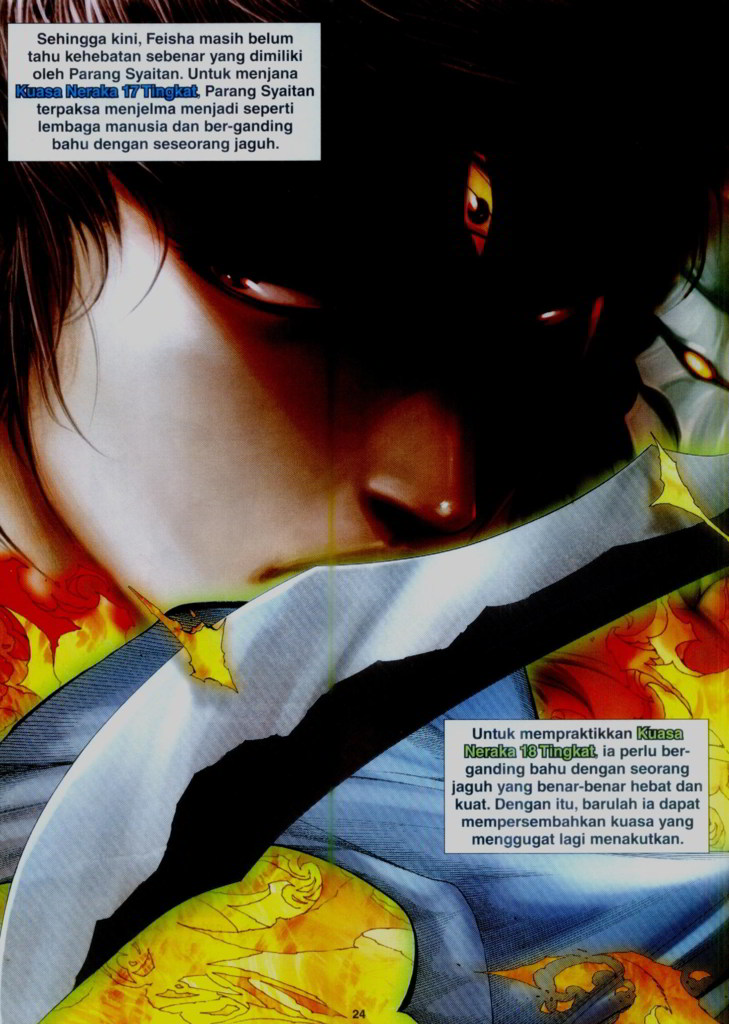 Sehingga kini, Feisha masih belum
tahu kehebatan sebenar yang dimiliki
oleh Parang Syaitan. Untuk menjana
Kuasa Neraka 17 Tingkat, Parang Syaitan
terpaksa menjelma menjadi seperti
lembaga manusia dan ber-ganding
bahu dengan seseorang jaguh.
Untuk mempraktikkan Kuasa
Neraka 18 Tingkat, ia perlu ber-
ganding bahu dengan seorang
jaguh yang benar-benar hebat dan
kuat. Dengan itu, barulah ia dapat
mempersembahkan kuasa yang
menggugat lagi menakutkan.
24